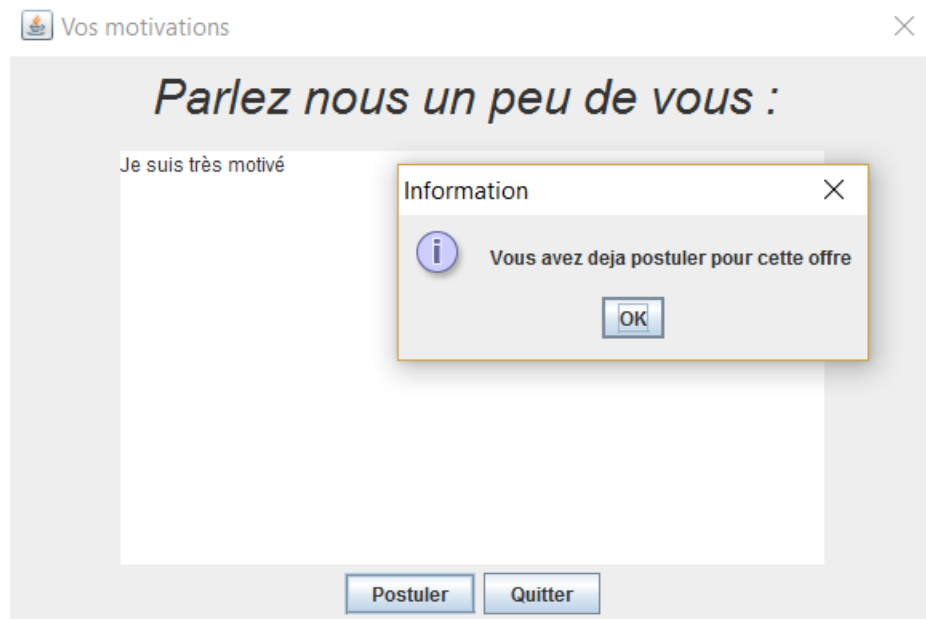 Vos motivations
Parlez nous un peu de vous :
Je suis très motivé
Information
i
Vous avez deja postuler pour cette offre
OK
Postuler
Quitter